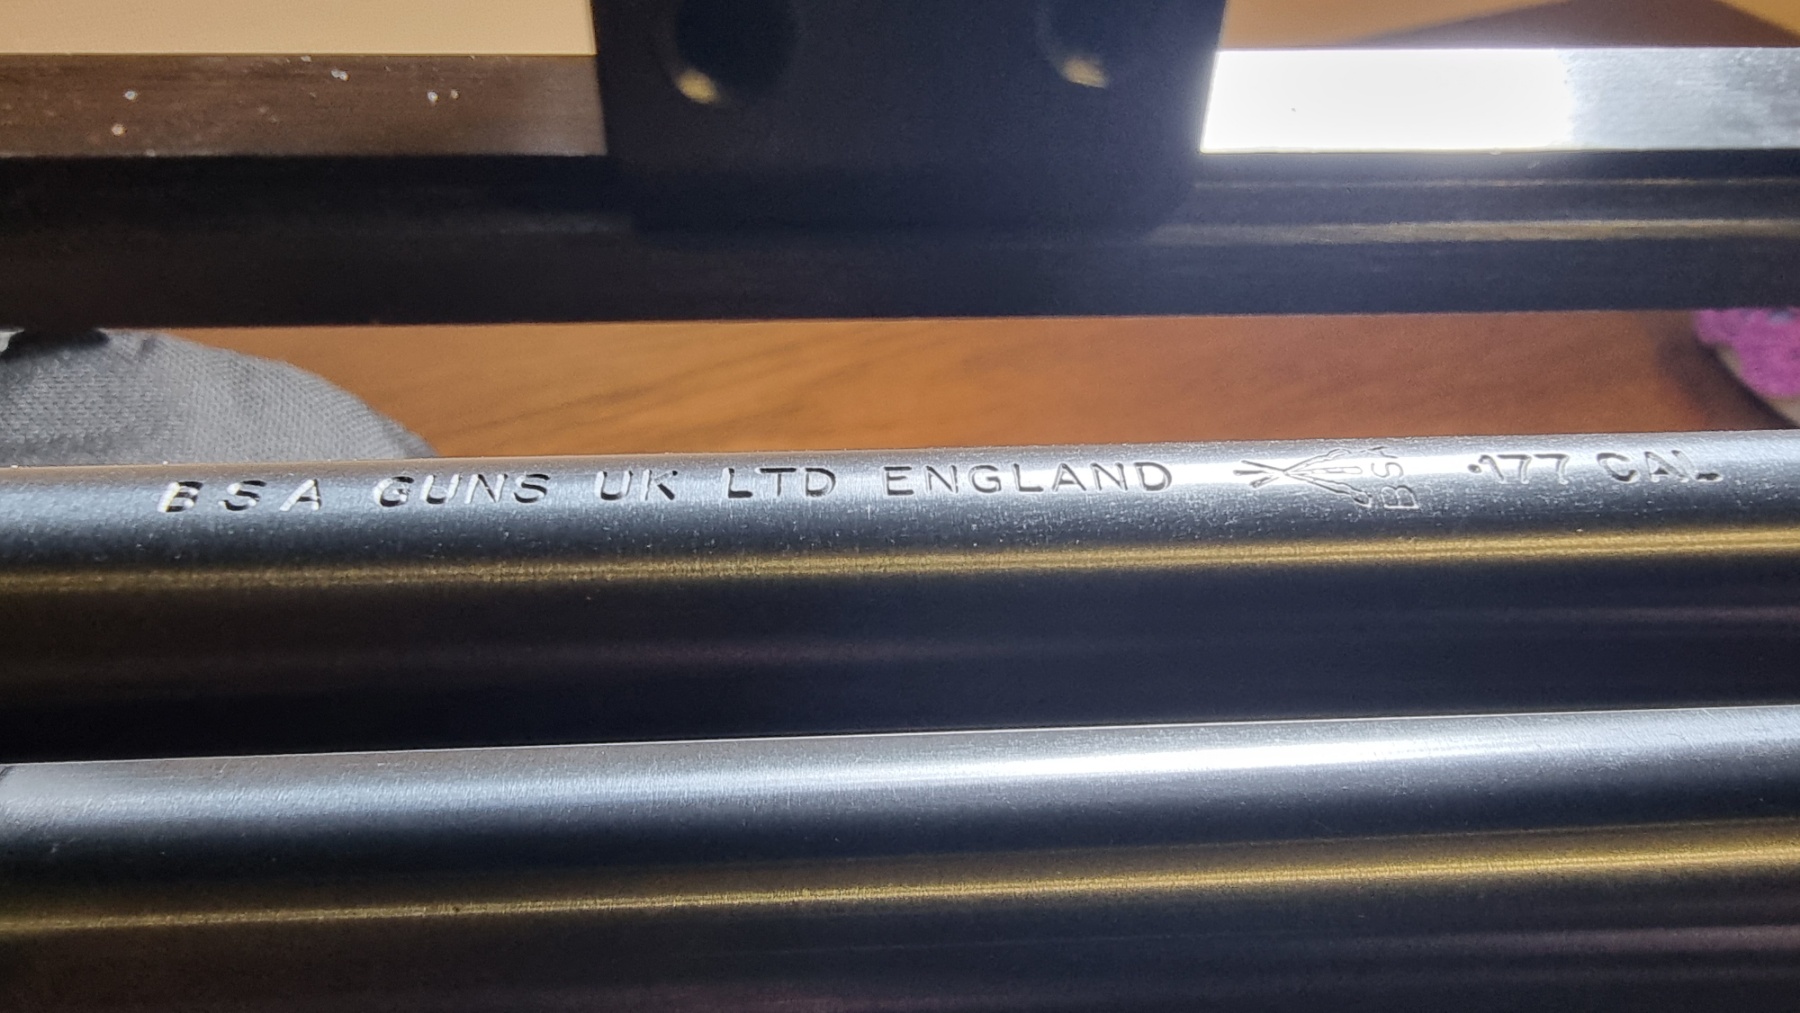 BSA GUNS UK LTD ENGLAND BSA .177 CAL